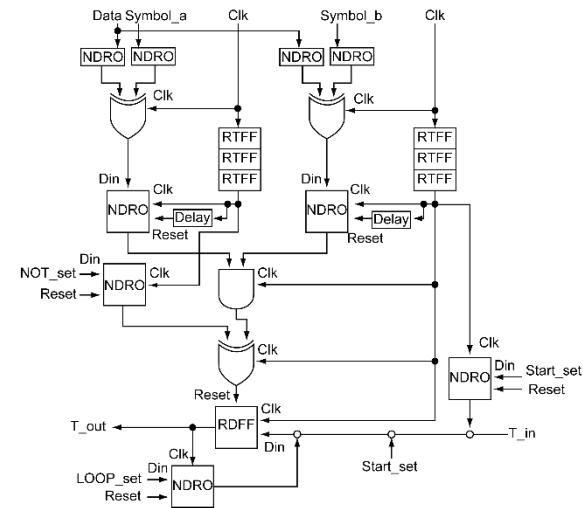 Data Symbol_a Clk Symbol_b Clk
NDRO NDRO NDRO NDRO
Clk Clk
RTFF RTFF
RTFF RTFF
Din RTFF Din RTFF
Clk Clk
NDRO Delay NDRO Delay
Reset Reset
Din
NOT_set Clk Clk
Reset NDRO
Clk Clk
Din Start_set
NDRO Reset
Reset
Clk
T_out RDFF T_in
Din
Clk
Din Start_set
LOOP_set
Reset NDRO